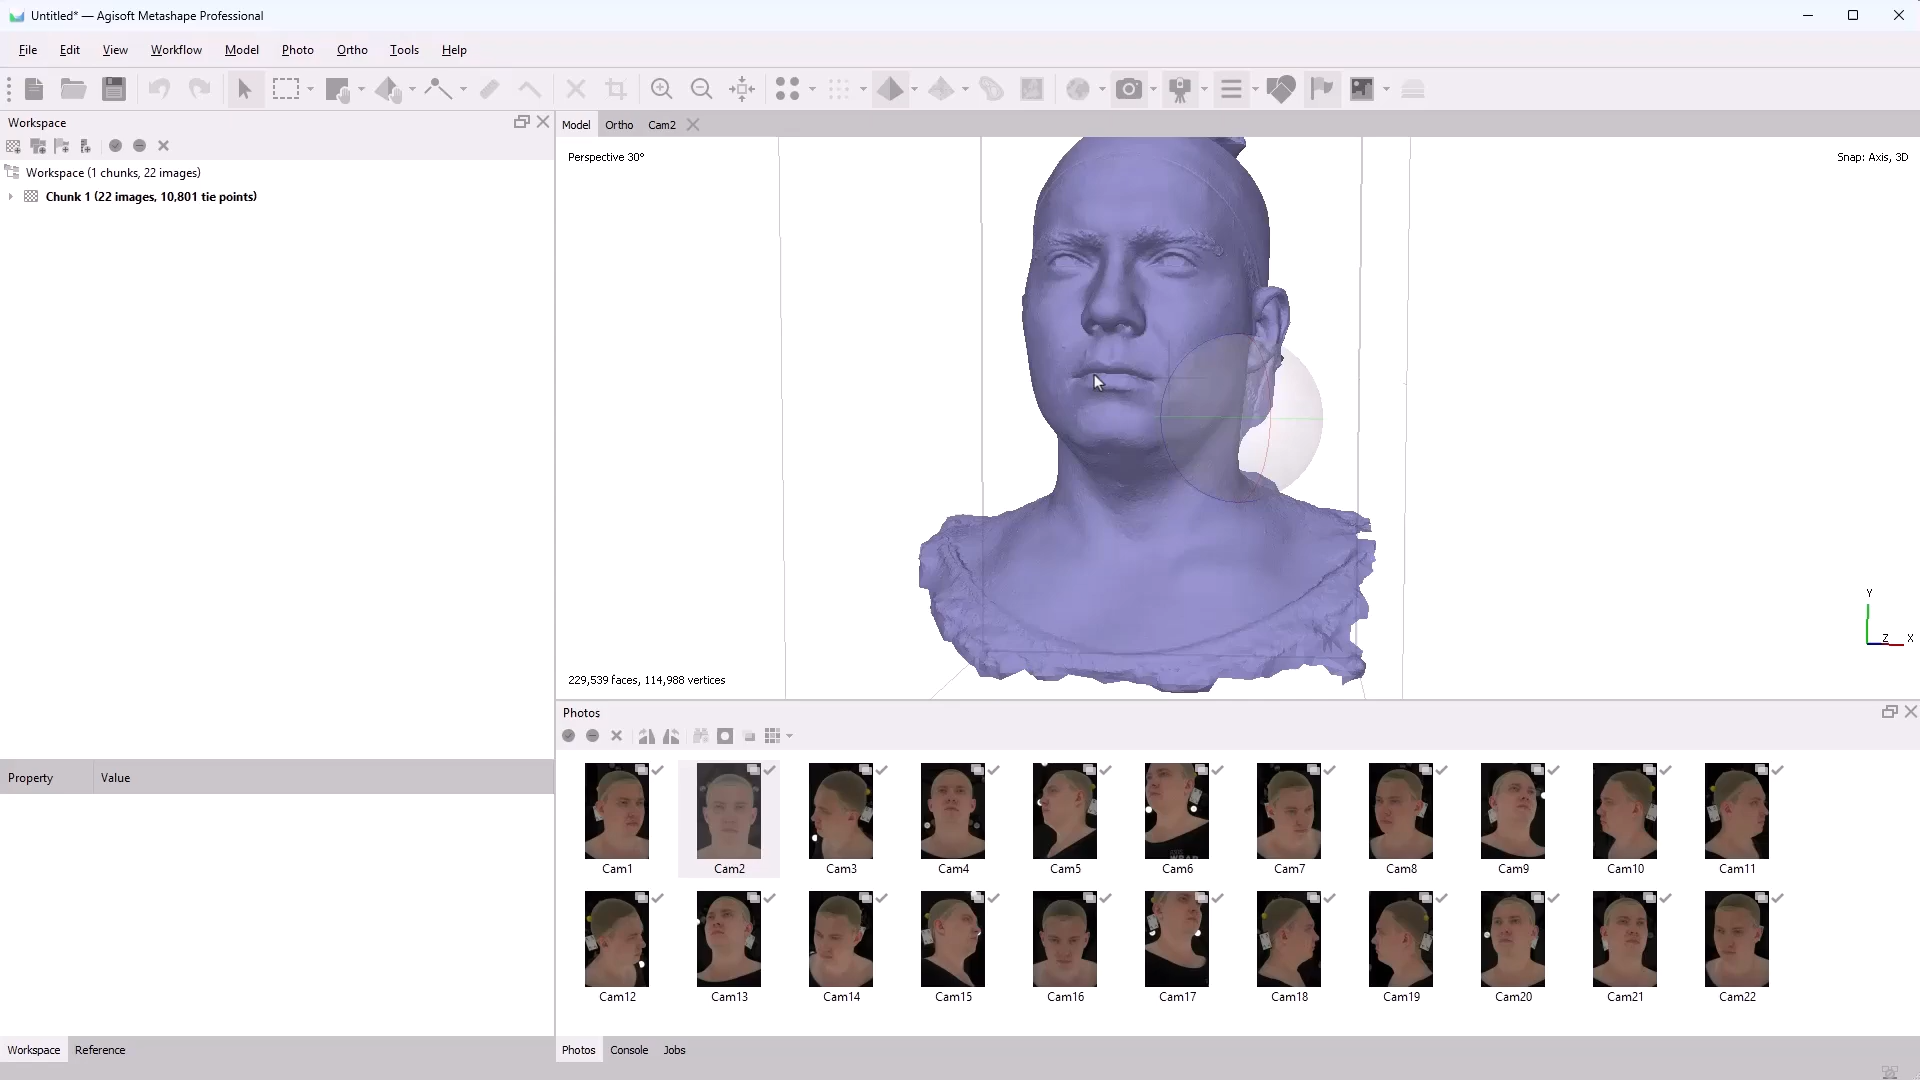 Untitled* — Agisoft Metashape Professional
File Edit View Workflow Model Photo Ortho Tools Help
Workspace
Model Ortho Cam2
Workspace (1 chunks, 22 images)
Chunk 1 (22 images, 10,801 tie points)
Perspective 30°
Snap: Axis, 3D
Y
Z X
229,539 faces, 114,988 vertices
Property Value
Photos
Cam1 Cam2 Cam3 Cam4 Cam5 Cam6 Cam7 Cam8 Cam9 Cam10 Cam11
Cam12 Cam13 Cam14 Cam15 Cam16 Cam17 Cam18 Cam19 Cam20 Cam21 Cam22
Workspace Reference
Photos Console Jobs